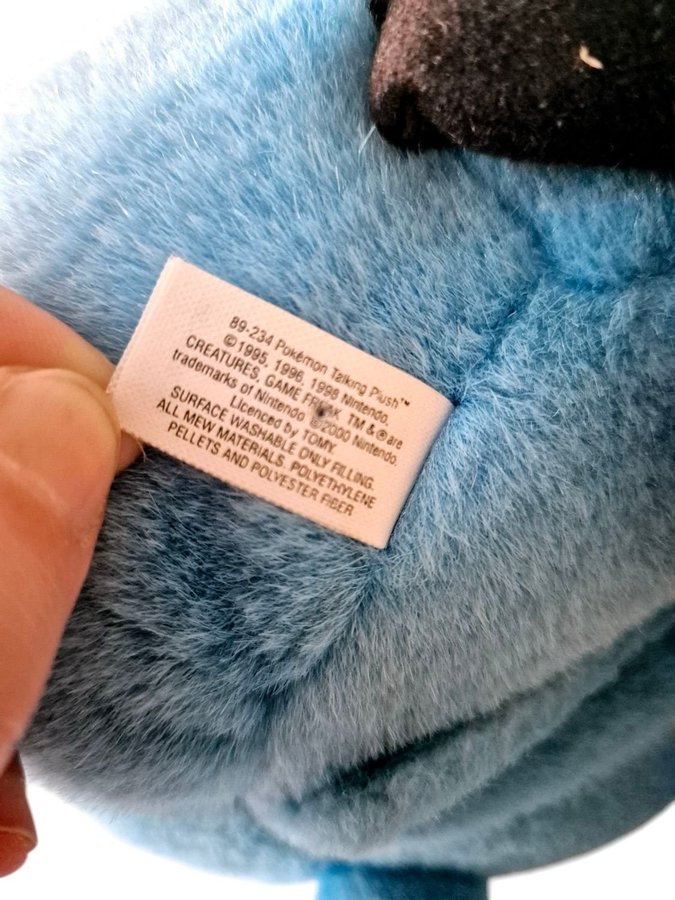 89-234 Pokémon Talking Plush™
©1995, 1996, 1998 Nintendo,
CREATURES, GAME FREAK, TM & ® are
trademarks of Nintendo ©2000 Nintendo.
Licenced by TOMY.
SURFACE WASHABLE ONLY FILLING.
ALL MEW MATERIALS, POLYETHYLENE
PELLETS AND POLYESTER FIBER